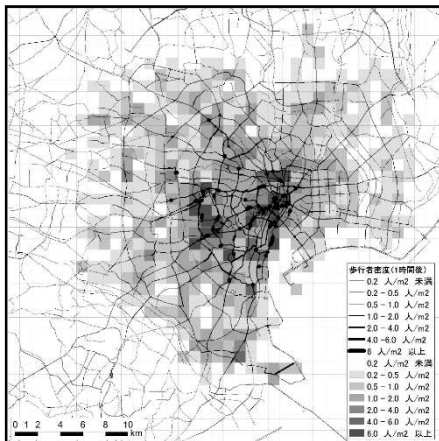 歩行者密度(1時間後)
0.2 人/m2 未満
0.2 - 0.5 人/m2
0.5 - 1.0 人/m2
1.0 - 2.0 人/m2
2.0 - 4.0 人/m2
4.0 -6.0 人/m2
6 人/m2 以上
0.2 人/m2 未満
0.2 - 0.5 人/m2
0.5 - 1.0 人/m2
1.0 - 2.0 人/m2
2.0 - 4.0 人/m2
4.0 - 6.0 人/m2
6.0 人/m2 以上
0 2 4 6 8 10
km